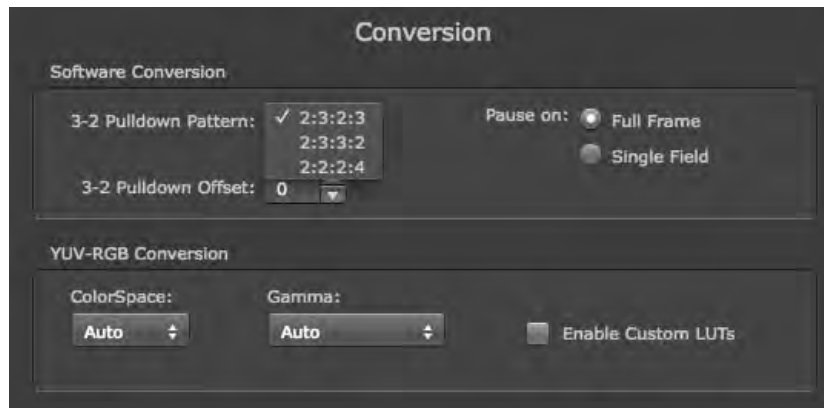 Conversion
Software Conversion
3-2 Pulldown Pattern:
✓ 2:3:2:3
2:3:3:2
2:2:2:4
Pause on:
Full Frame
Single Field
3-2 Pulldown Offset:
0
YUV-RGB Conversion
ColorSpace:
Gamma:
Auto
Auto
Enable Custom LUTs